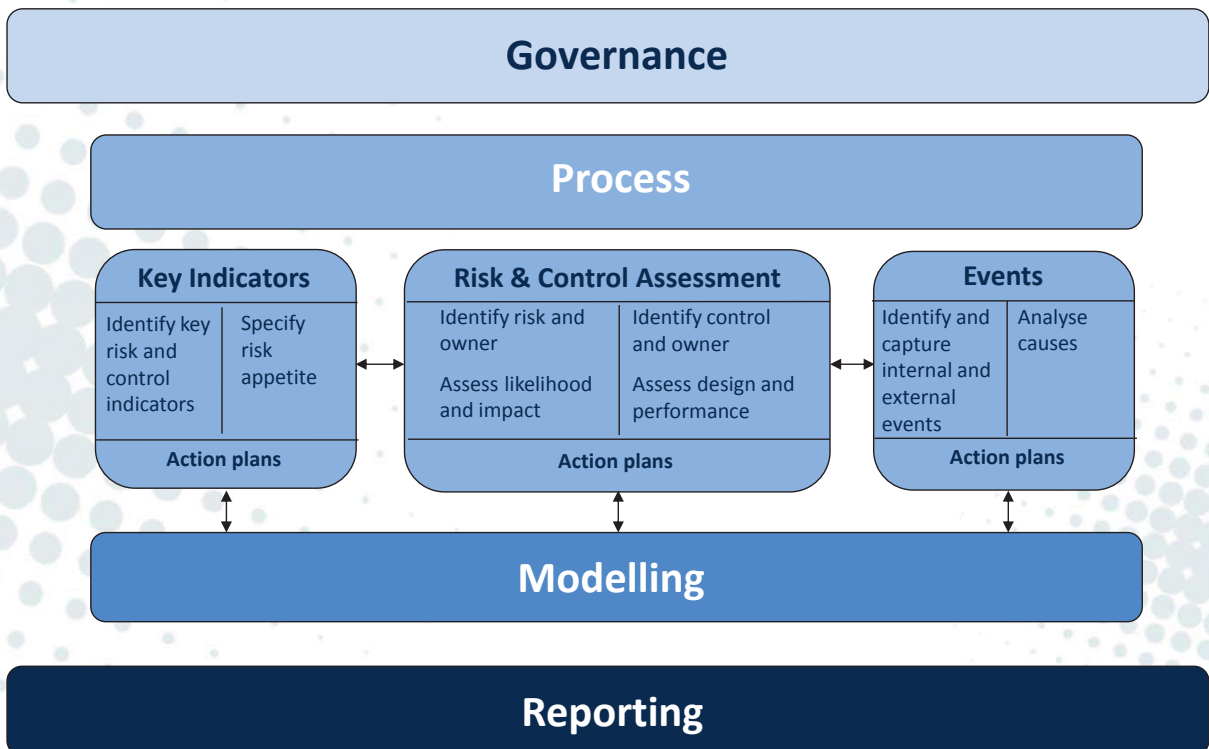 Governance
Process
Key Indicators
Identify key
risk and
control
indicators
Specify
risk
appetite
Action plans
Risk & Control Assessment
Identify risk and
owner
Assess likelihood
and impact
Identify control
and owner
Assess design and
performance
Action plans
Events
Identify and
capture
internal and
external
events
Analyse
causes
Action plans
Modelling
Reporting